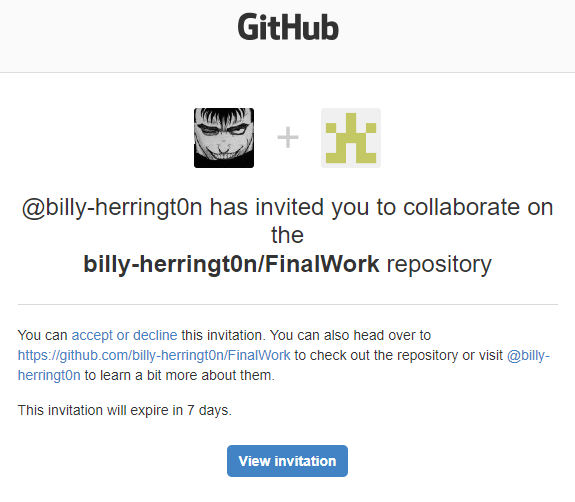 GitHub
@billy-herringt0n has invited you to collaborate on
the
billy-herringt0n/FinalWork repository
You can accept or decline this invitation. You can also head over to
https://github.com/billy-herringt0n/FinalWork to check out the repository or visit @billy-
herringt0n to learn a bit more about them.
This invitation will expire in 7 days.
View invitation